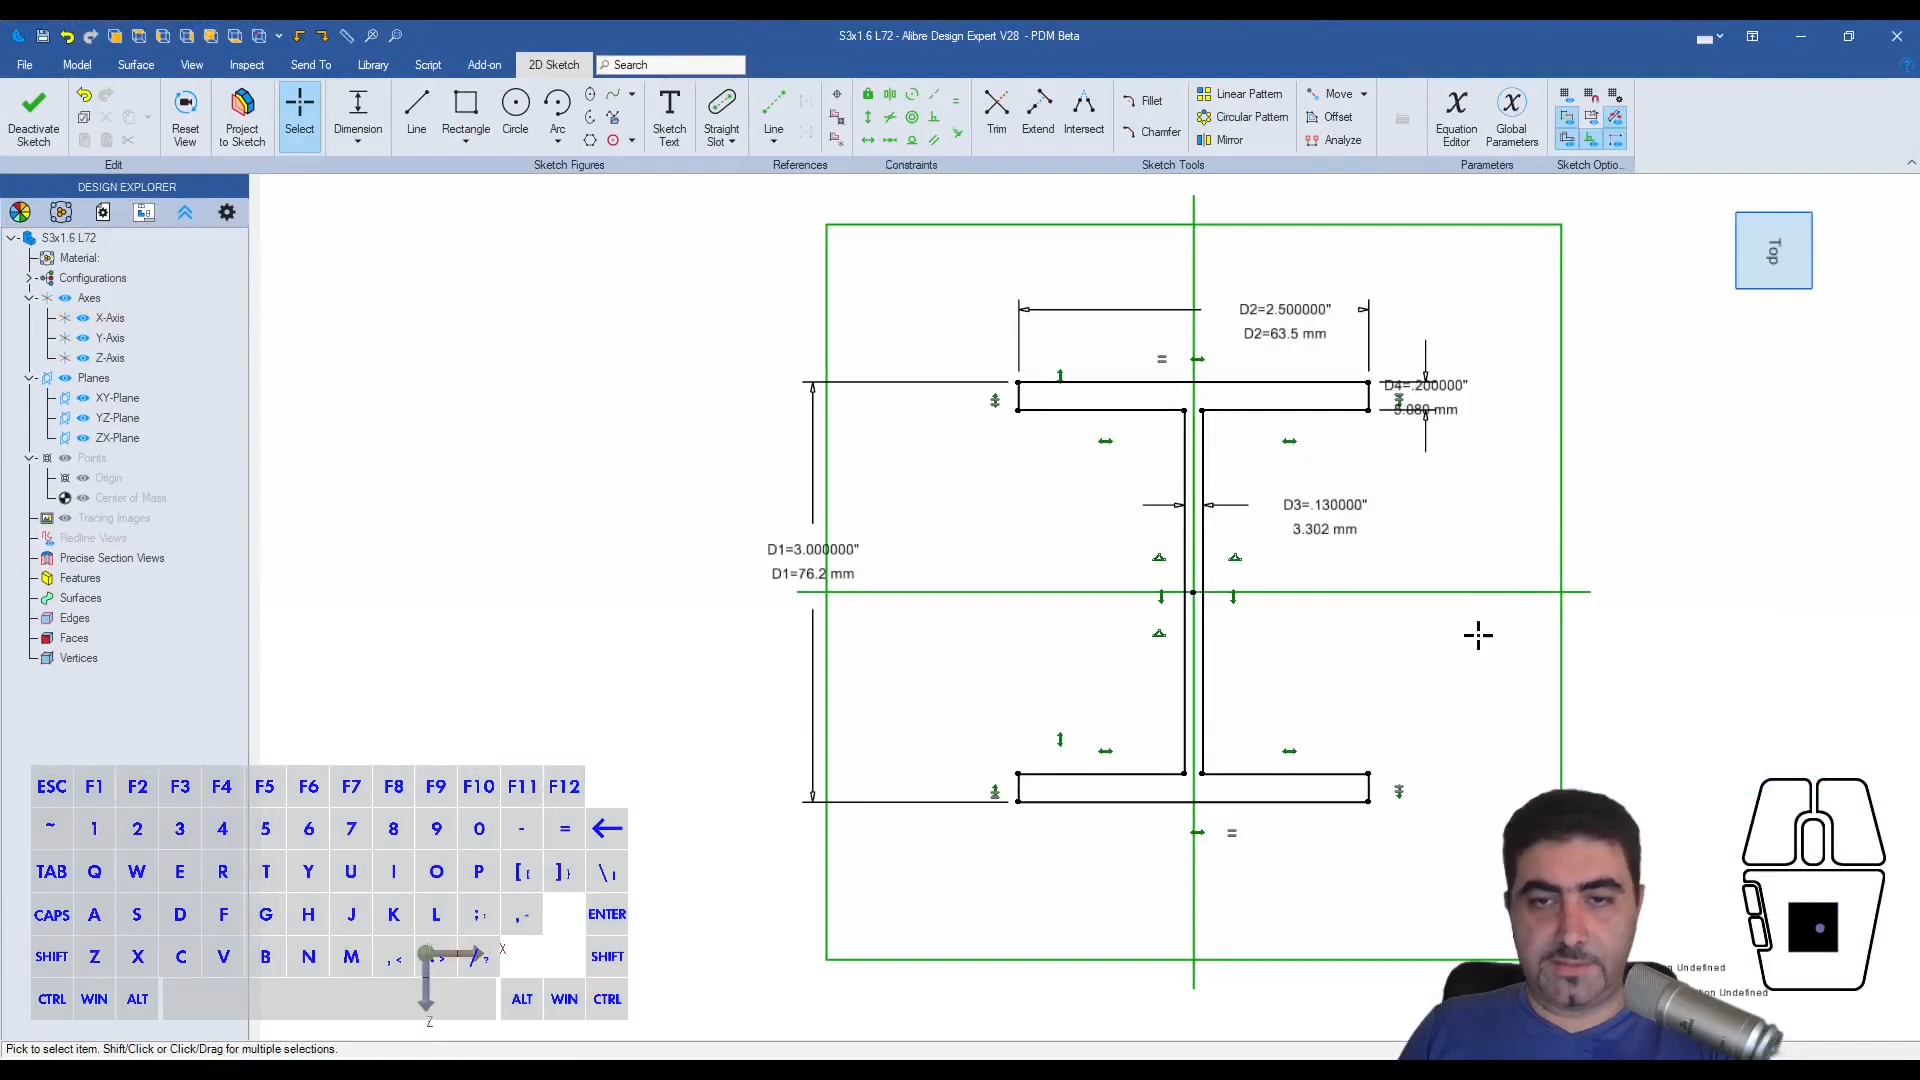 S3x1.6 L72 - Alibre Design Expert V28 - PDM Beta
File Model Surface View Inspect Send To Library Script Add-on 2D Sketch Search
Deactivate Sketch
Reset View
Project to Sketch
Select
Dimension
Line
Rectangle
Circle
Arc
Sketch Text
Straight Slot
Line
Trim
Extend
Intersect
Fillet
Chamfer
Linear Pattern
Circular Pattern
Mirror
Move
Offset
Analyze
Equation Editor
Global Parameters
Edit Sketch Figures References Constraints Sketch Tools Parameters Sketch Optio...
DESIGN EXPLORER
S3x1.6 L72
Material:
Configurations
Axes
X-Axis
Y-Axis
Z-Axis
Planes
XY-Plane
YZ-Plane
ZX-Plane
Points
Origin
Center of Mass
Tracing Images
Redline Views
Precise Section Views
Features
Surfaces
Edges
Faces
Vertices
Top
D2=2.500000"
D2=63.5 mm
D4=.200000"
5.080 mm
D3=.130000"
3.302 mm
D1=3.000000"
D1=76.2 mm
ESC F1 F2 F3 F4 F5 F6 F7 F8 F9 F10 F11 F12
~ 1 2 3 4 5 6 7 8 9 0 - =
TAB Q W E R T Y U I O P [ ] \
CAPS A S D F G H J K L ; ENTER
SHIFT Z X C V B N M , < > / ? SHIFT
CTRL WIN ALT ALT WIN CTRL
X
Z
n Undefined
tion Undefined
Pick to select item. Shift/Click or Click/Drag for multiple selections.